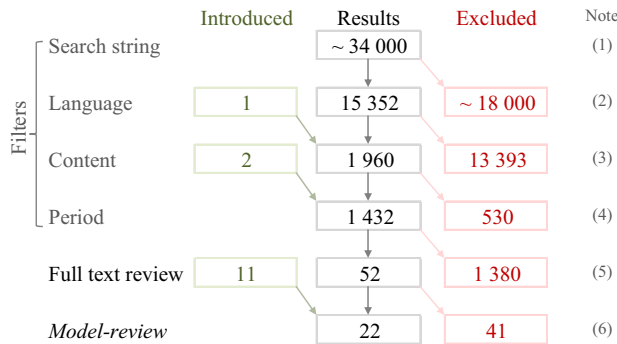 Introduced Results Excluded Note
Search string ~ 34 000 (1)
Language 1 15 352 ~ 18 000 (2)
Filters
Content 2 1 960 13 393 (3)
Period 1 432 530 (4)
Full text review 11 52 1 380 (5)
Model-review 22 41 (6)